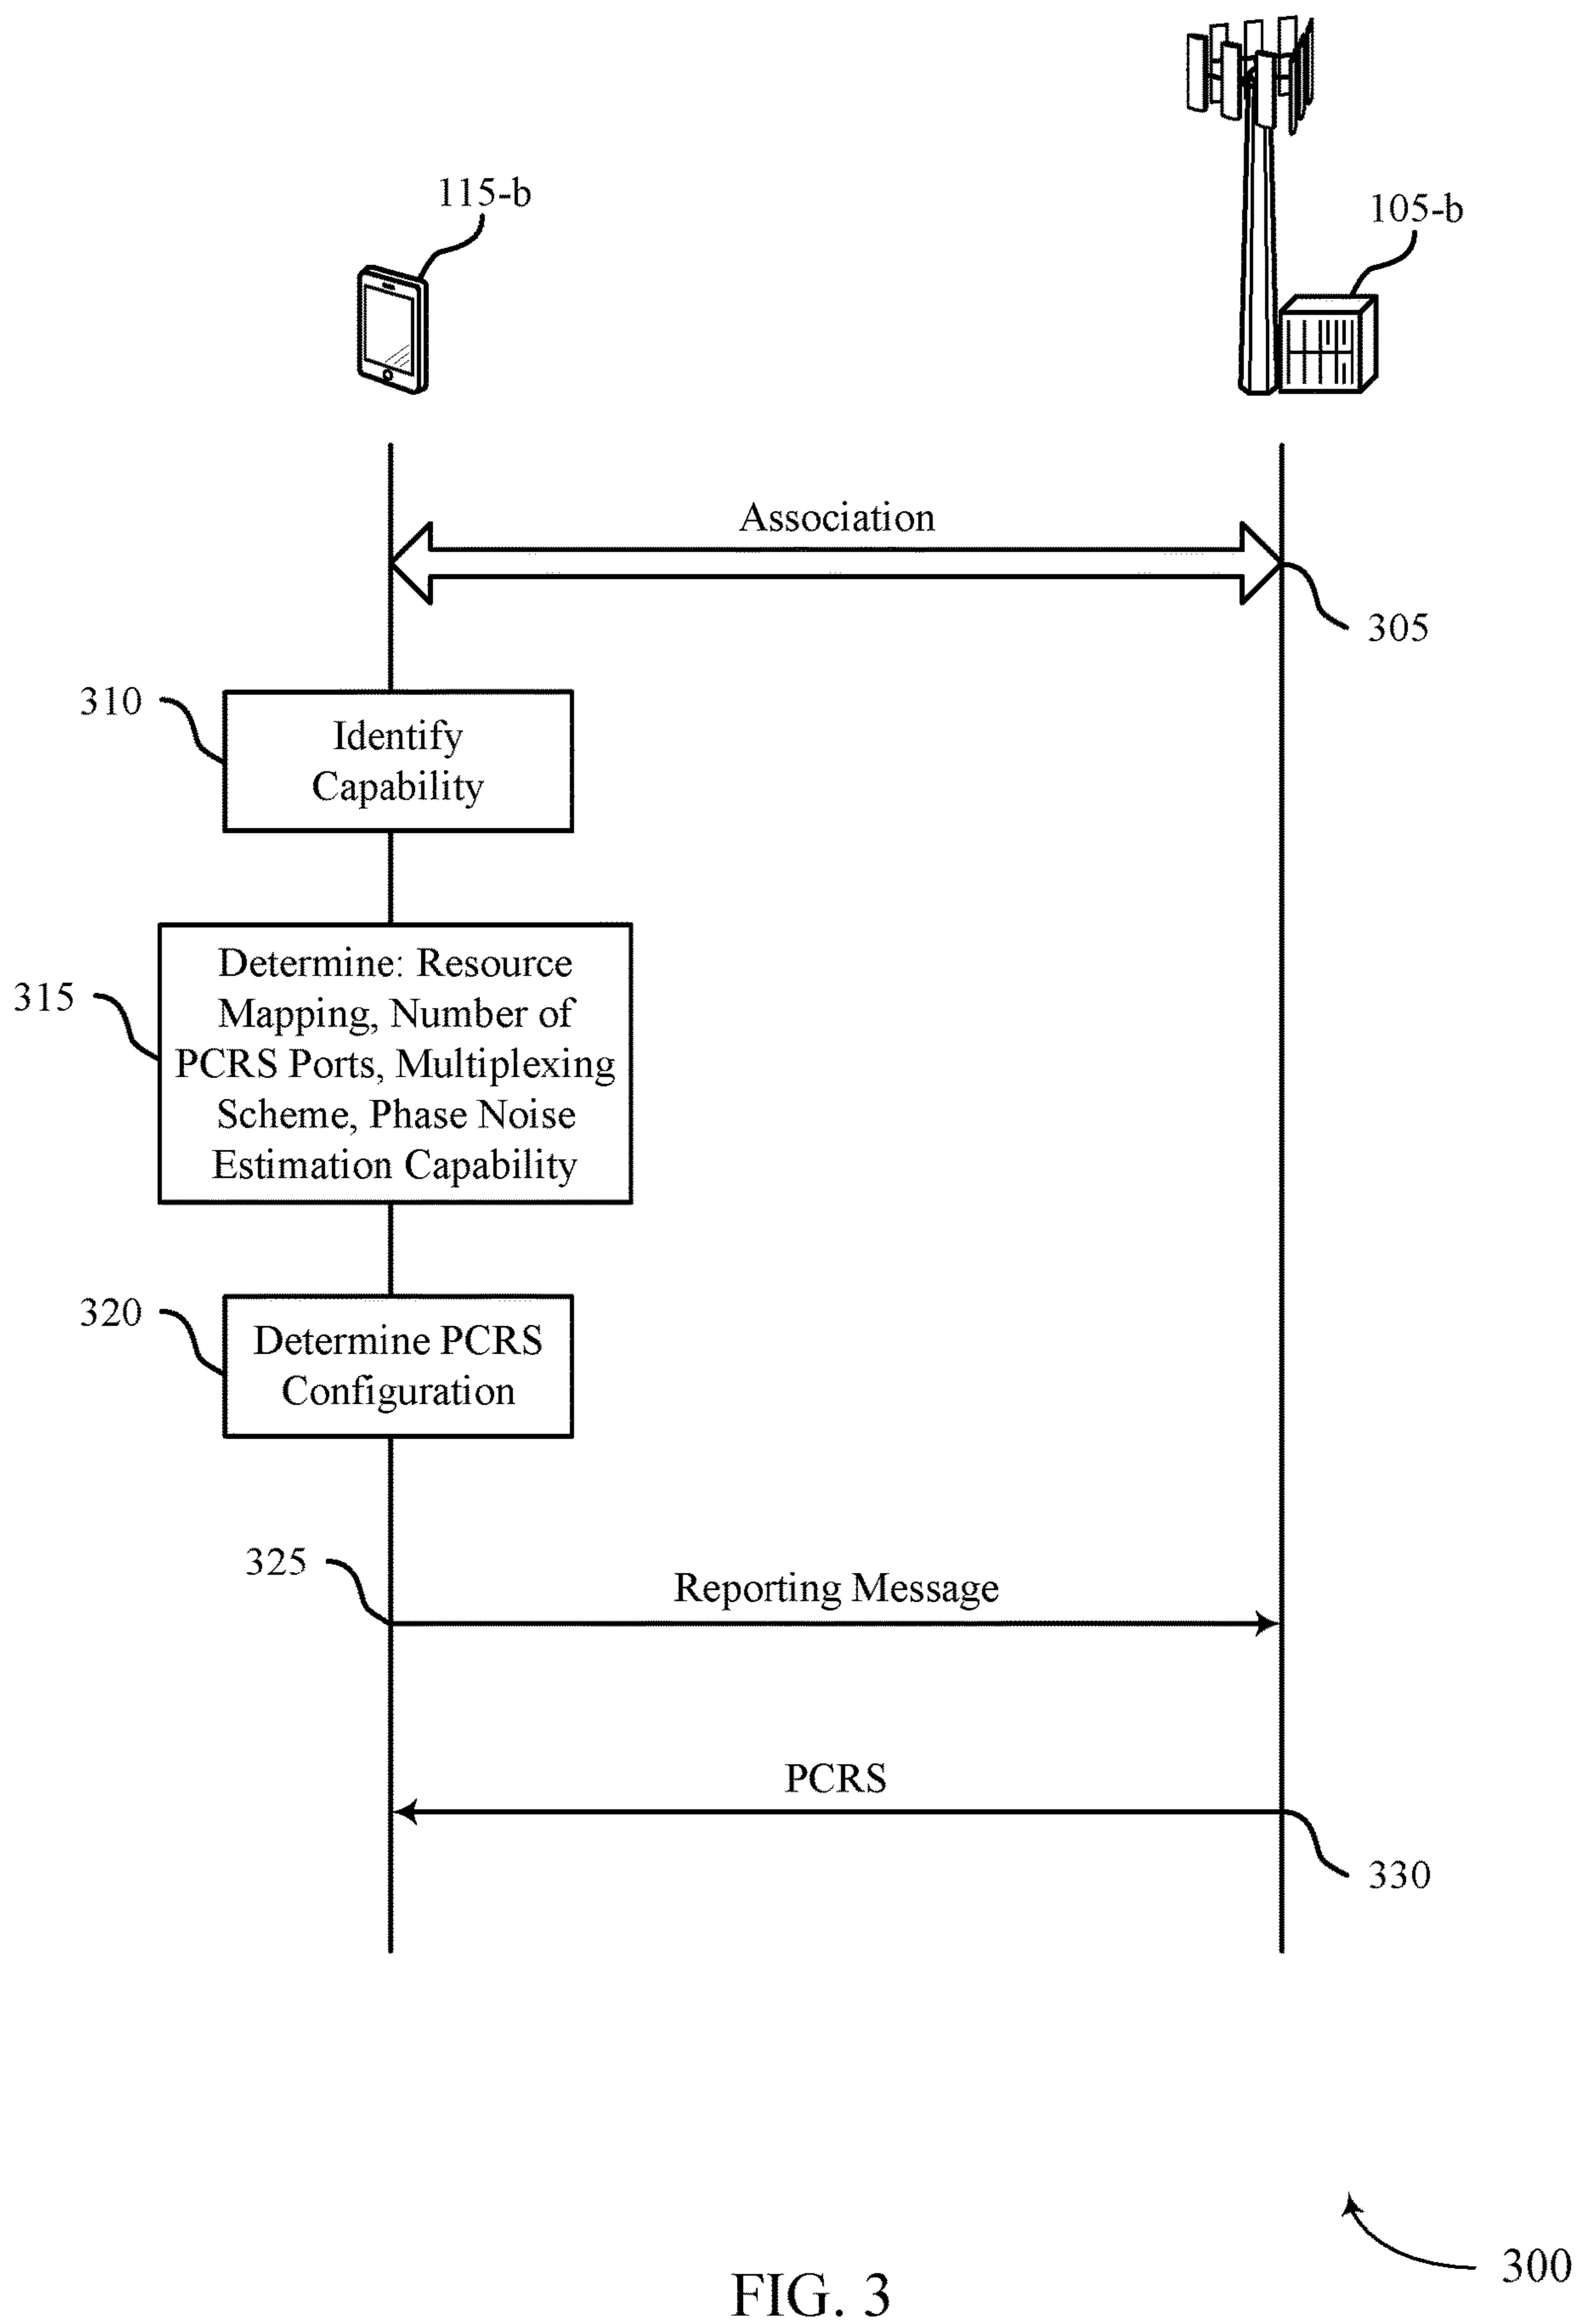 115-b
105-b
Association
305
310
Identify
Capability
315
Determine: Resource
Mapping, Number of
PCRS Ports, Multiplexing
Scheme, Phase Noise
Estimation Capability
320
Determine PCRS
Configuration
325
Reporting Message
PCRS
330
300
FIG. 3